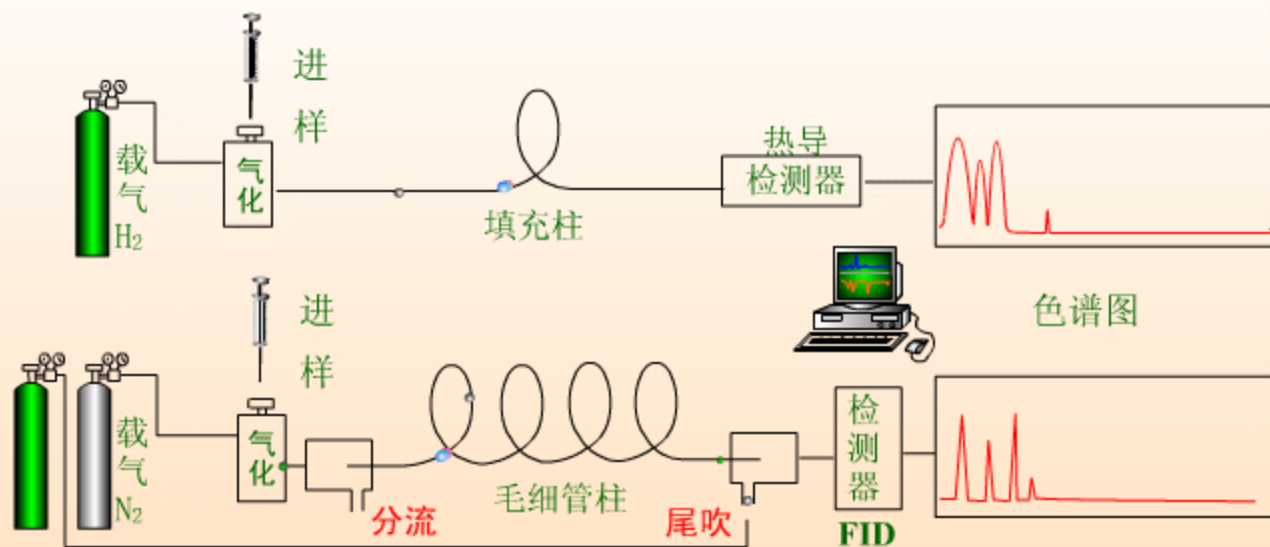 进
样
载
气
H₂
气
化
填充柱
热导
检测器
色谱图
进
样
载
气
N₂
气
化
分流
毛细管柱
尾吹
检
测
器
FID